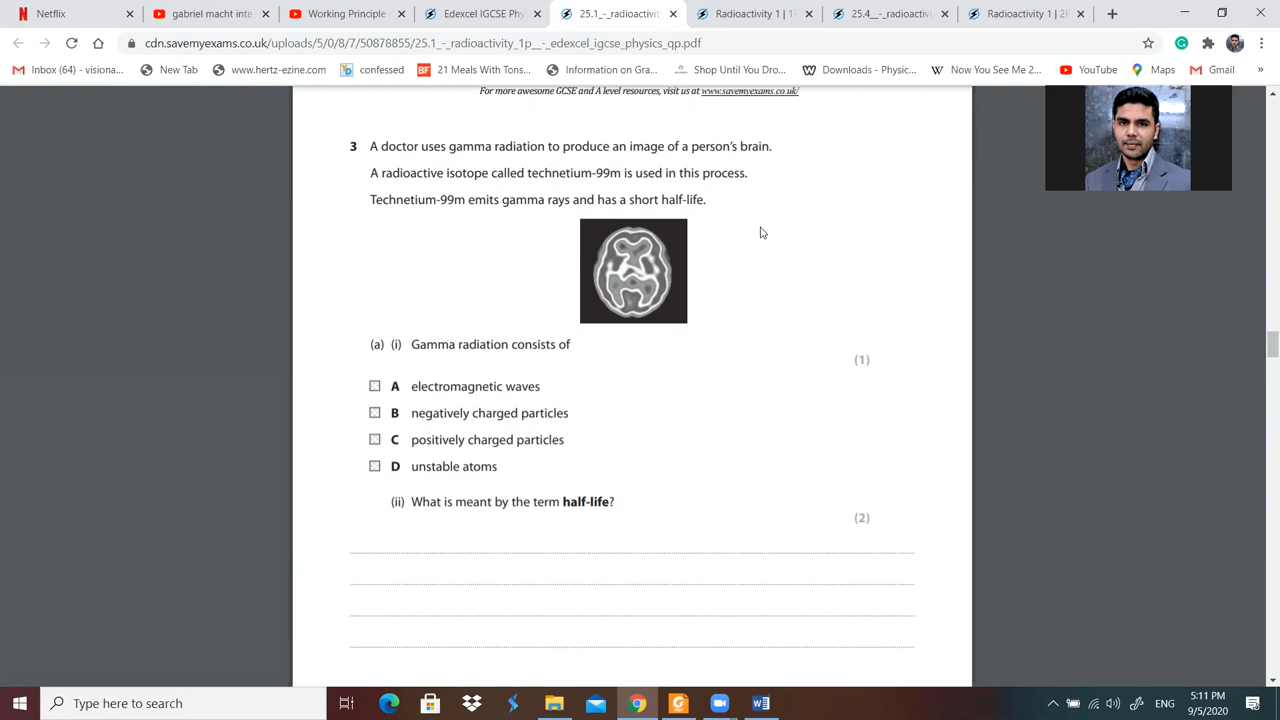 Netflix
gabriel macht inte
Working Principle
Edexcel IGCSE Phy
25.1_-_radioactivit
Radioactivity 1 | 1P
25.4__-_radioactivi
Radioactivity 1 | 2P
cdn.savemyexams.co.uk/uploads/5/0/8/7/50878855/25.1_-_radioactivity_1p__-_edexcel_igcse_physics_qp.pdf
Inbox (64) - visiona...
New Tab
www.hertz-ezine.com
confessed
BF 21 Meals With Tons...
Information on Gra...
Shop Until You Dro...
Downloads - Physic...
Now You See Me 2...
YouTube
Maps
Gmail
For more awesome GCSE and A level resources, visit us at www.savemyexams.co.uk/
3 A doctor uses gamma radiation to produce an image of a person's brain.
A radioactive isotope called technetium-99m is used in this process.
Technetium-99m emits gamma rays and has a short half-life.
(a) (i) Gamma radiation consists of
(1)
A electromagnetic waves
B negatively charged particles
C positively charged particles
D unstable atoms
(ii) What is meant by the term half-life?
(2)
Type here to search
ENG
5:11 PM
9/5/2020